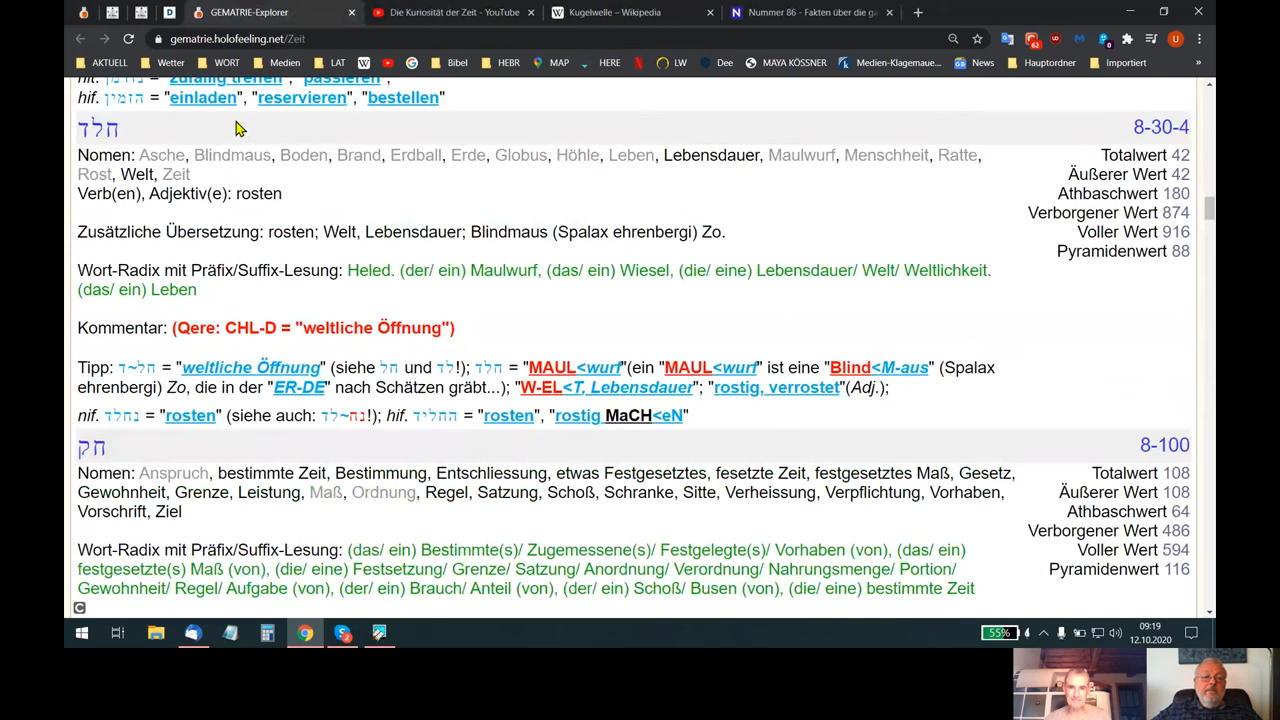 GEMATRIE-Explorer
Die Kuriosität der Zeit - YouTube
Kugelwelle – Wikipedia
Nummer 86 - Fakten über die ga
gematrie.holofeeling.net/Zeit
62
0
U
AKTUELL Wetter WORT Medien LAT Bibel HEBR MAP HERE LW Dee MAYA KÖSSNER Medien-Klagemaue... News Hauptordner Importiert »
hif. נזדמן = "zufällig treffen", "passieren",
hif. הזמין = "einladen", "reservieren", "bestellen"
חלד 8-30-4
Nomen: Asche, Blindmaus, Boden, Brand, Erdball, Erde, Globus, Höhle, Leben, Lebensdauer, Maulwurf, Menschheit, Ratte, Totalwert 42
Rost, Welt, Zeit Äußerer Wert 42
Verb(en), Adjektiv(e): rosten Athbaschwert 180
Verborgener Wert 874
Zusätzliche Übersetzung: rosten; Welt, Lebensdauer; Blindmaus (Spalax ehrenbergi) Zo. Voller Wert 916
Pyramidenwert 88
Wort-Radix mit Präfix/Suffix-Lesung: Heled. (der/ ein) Maulwurf, (das/ ein) Wiesel, (die/ eine) Lebensdauer/ Welt/ Weltlichkeit.
(das/ ein) Leben
Kommentar: (Qere: CHL-D = "weltliche Öffnung")
Tipp: חל~ד = "weltliche Öffnung" (siehe חל und לד!); חלד = "MAUL<wurf"(ein "MAUL<wurf" ist eine "Blind<M-aus" (Spalax
ehrenbergi) Zo, die in der "ER-DE" nach Schätzen gräbt...); "W-EL<T, Lebensdauer"; "rostig, verrostet"(Adj.);
nif. נחלד = "rosten" (siehe auch: נח~לד!); hif. החליד = "rosten", "rostig MaCH<eN"
חק 8-100
Nomen: Anspruch, bestimmte Zeit, Bestimmung, Entschliessung, etwas Festgesetztes, fesetzte Zeit, festgesetztes Maß, Gesetz, Totalwert 108
Gewohnheit, Grenze, Leistung, Maß, Ordnung, Regel, Satzung, Schoß, Schranke, Sitte, Verheissung, Verpflichtung, Vorhaben, Äußerer Wert 108
Vorschrift, Ziel Athbaschwert 64
Verborgener Wert 486
Wort-Radix mit Präfix/Suffix-Lesung: (das/ ein) Bestimmte(s)/ Zugemessene(s)/ Festgelegte(s)/ Vorhaben (von), (das/ ein) Voller Wert 594
festgesetzte(s) Maß (von), (die/ eine) Festsetzung/ Grenze/ Satzung/ Anordnung/ Verordnung/ Nahrungsmenge/ Portion/ Pyramidenwert 116
Gewohnheit/ Regel/ Aufgabe (von), (der/ ein) Brauch/ Anteil (von), (der/ ein) Schoß/ Busen (von), (die/ eine) bestimmte Zeit
55%
09:19
12.10.2020